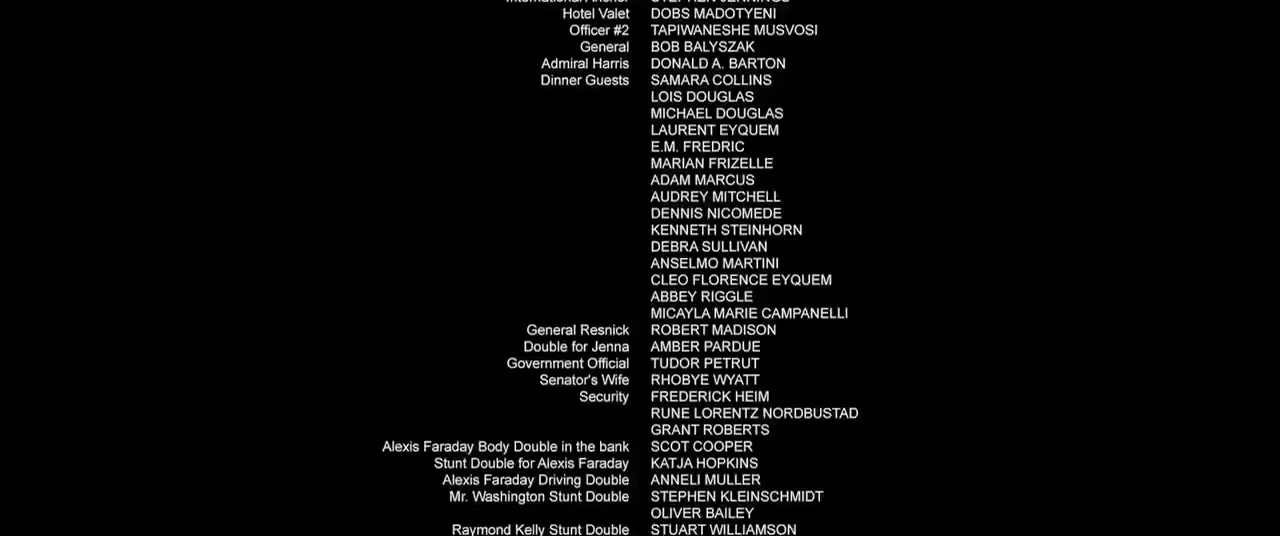 Hotel Valet DOBS MADOTYENI
Officer #2 TAPIWANESHE MUSVOSI
General BOB BALYSZAK
Admiral Harris DONALD A. BARTON
Dinner Guests SAMARA COLLINS
LOIS DOUGLAS
MICHAEL DOUGLAS
LAURENT EYQUEM
E.M. FREDRIC
MARIAN FRIZELLE
ADAM MARCUS
AUDREY MITCHELL
DENNIS NICOMEDE
KENNETH STEINHORN
DEBRA SULLIVAN
ANSELMO MARTINI
CLEO FLORENCE EYQUEM
ABBEY RIGGLE
MICAYLA MARIE CAMPANELLI
General Resnick ROBERT MADISON
Double for Jenna AMBER PARDUE
Government Official TUDOR PETRUT
Senator's Wife RHOBYE WYATT
Security FREDERICK HEIM
RUNE LORENTZ NORDBUSTAD
GRANT ROBERTS
Alexis Faraday Body Double in the bank SCOT COOPER
Stunt Double for Alexis Faraday KATJA HOPKINS
Alexis Faraday Driving Double ANNELI MULLER
Mr. Washington Stunt Double STEPHEN KLEINSCHMIDT
OLIVER BAILEY
Raymond Kelly Stunt Double STUART WILLIAMSON